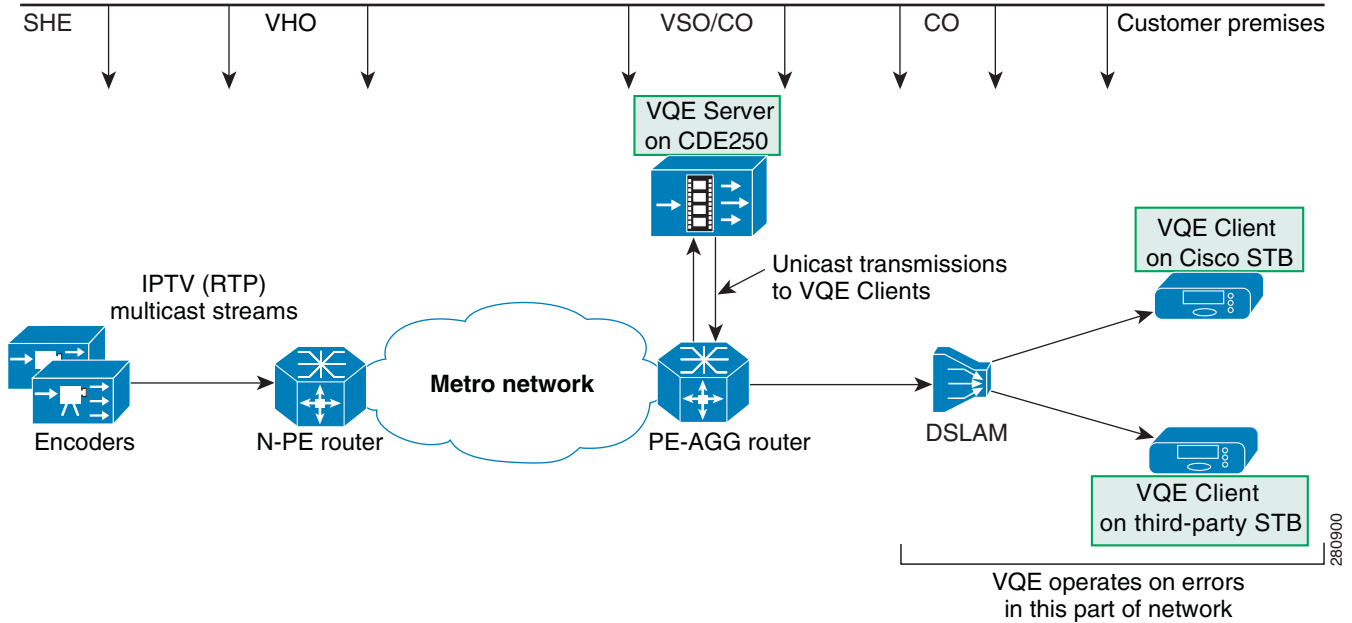 SHE VHO VSO/CO CO Customer premises
VQE Server
on CDE250
VQE Client
on Cisco STB
Unicast transmissions
to VQE Clients
IPTV (RTP)
multicast streams
Metro network
Encoders
N-PE router
PE-AGG router
DSLAM
VQE Client
on third-party STB
280900
VQE operates on errors
in this part of network